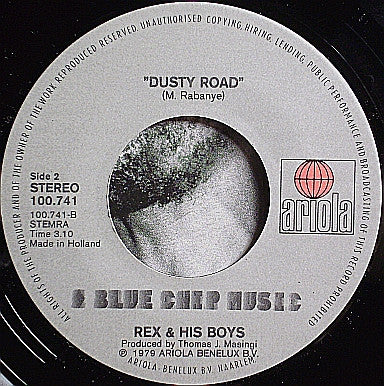 ALL RIGHTS OF THE PRODUCER AND OF THE OWNER OF THE WORK REPRODUCED RESERVED. UNAUTHORISED COPYING, HIRING, LENDING, PUBLIC PERFORMANCE AND BROADCASTING OF THIS RECORD PROHIBITED
"DUSTY ROAD"
(M. Rabanye)
Side 2
STEREO
100.741
100.741-B
STEMRA
Time 3.10
Made in Holland
ariola
BLUE CHIP MUSIC
REX & HIS BOYS
Produced by Thomas J. Masingi
℗ 1979 ARIOLA BENELUX B.V.
ARIOLA BENELUX B.V. HAARLEM.